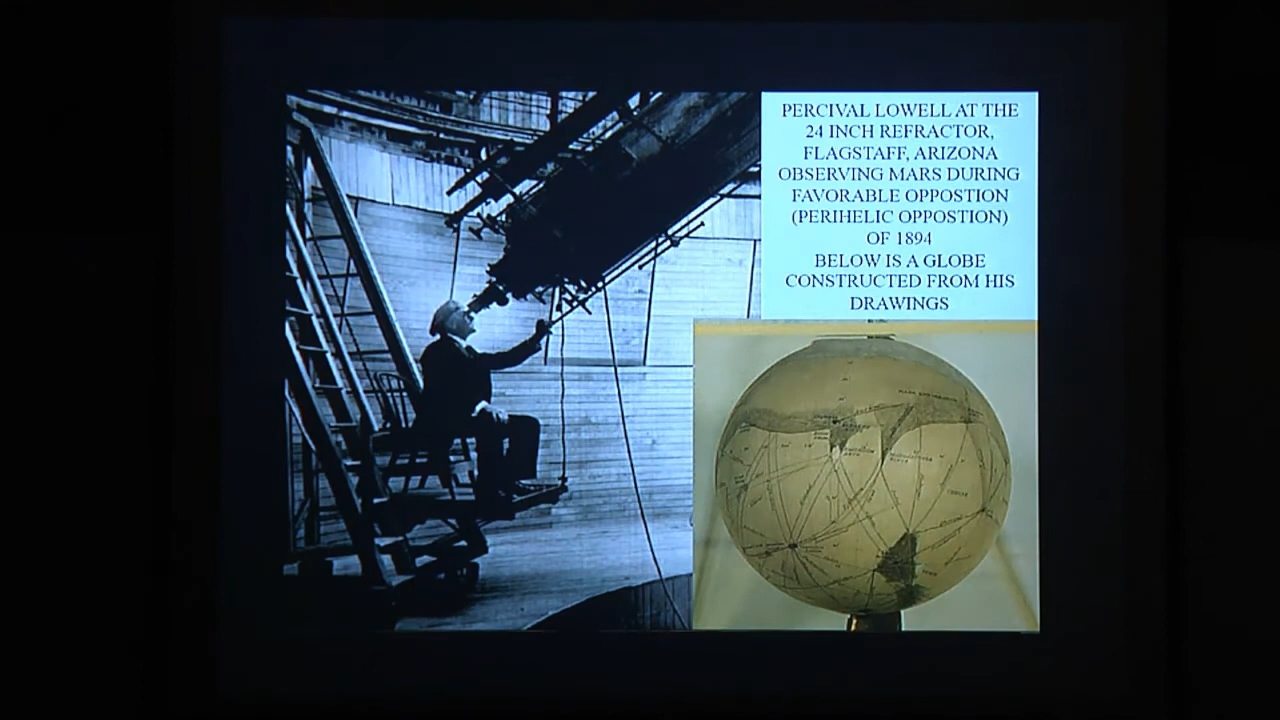 PERCIVAL LOWELL AT THE
24 INCH REFRACTOR,
FLAGSTAFF, ARIZONA
OBSERVING MARS DURING
FAVORABLE OPPOSTION
(PERIHELIC OPPOSTION)
OF 1894
BELOW IS A GLOBE
CONSTRUCTED FROM HIS
DRAWINGS